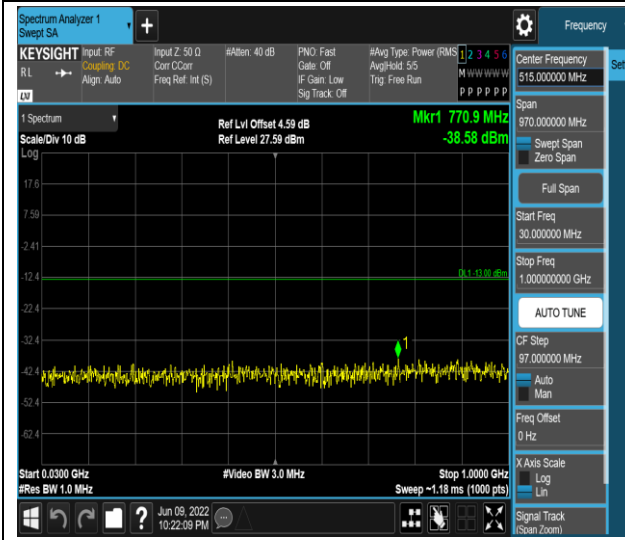 Spectrum Analyzer 1
Swept SA
+
Frequency
KEYSIGHT
RL
LXI
Input: RF
Coupling: DC
Align: Auto
Input Z: 50 Ω
Corr CCorr
Freq Ref: Int (S)
#Atten: 40 dB
PNO: Fast
Gate: Off
IF Gain: Low
Sig Track: Off
#Avg Type: Power (RMS
Avg|Hold: 5/5
Trig: Free Run
1 2 3 4 5 6
M W W W W W
P P P P P P
1 Spectrum
Scale/Div 10 dB
Log
Ref Lvl Offset 4.59 dB
Ref Level 27.59 dBm
Mkr1 770.9 MHz
-38.58 dBm
17.6
7.59
-2.41
-12.4
-22.4
-32.4
-42.4
-52.4
-62.4
DL1 -13.00 dBm
1
Start 0.0300 GHz
#Res BW 1.0 MHz
#Video BW 3.0 MHz
Stop 1.0000 GHz
Sweep ~1.18 ms (1000 pts)
?
Jun 09, 2022
10:22:09 PM
Center Frequency
515.000000 MHz
Set
Span
970.000000 MHz
Swept Span
Zero Span
Full Span
Start Freq
30.000000 MHz
Stop Freq
1.000000000 GHz
AUTO TUNE
CF Step
97.000000 MHz
Auto
Man
Freq Offset
0 Hz
X Axis Scale
Log
Lin
Signal Track
(Span Zoom)